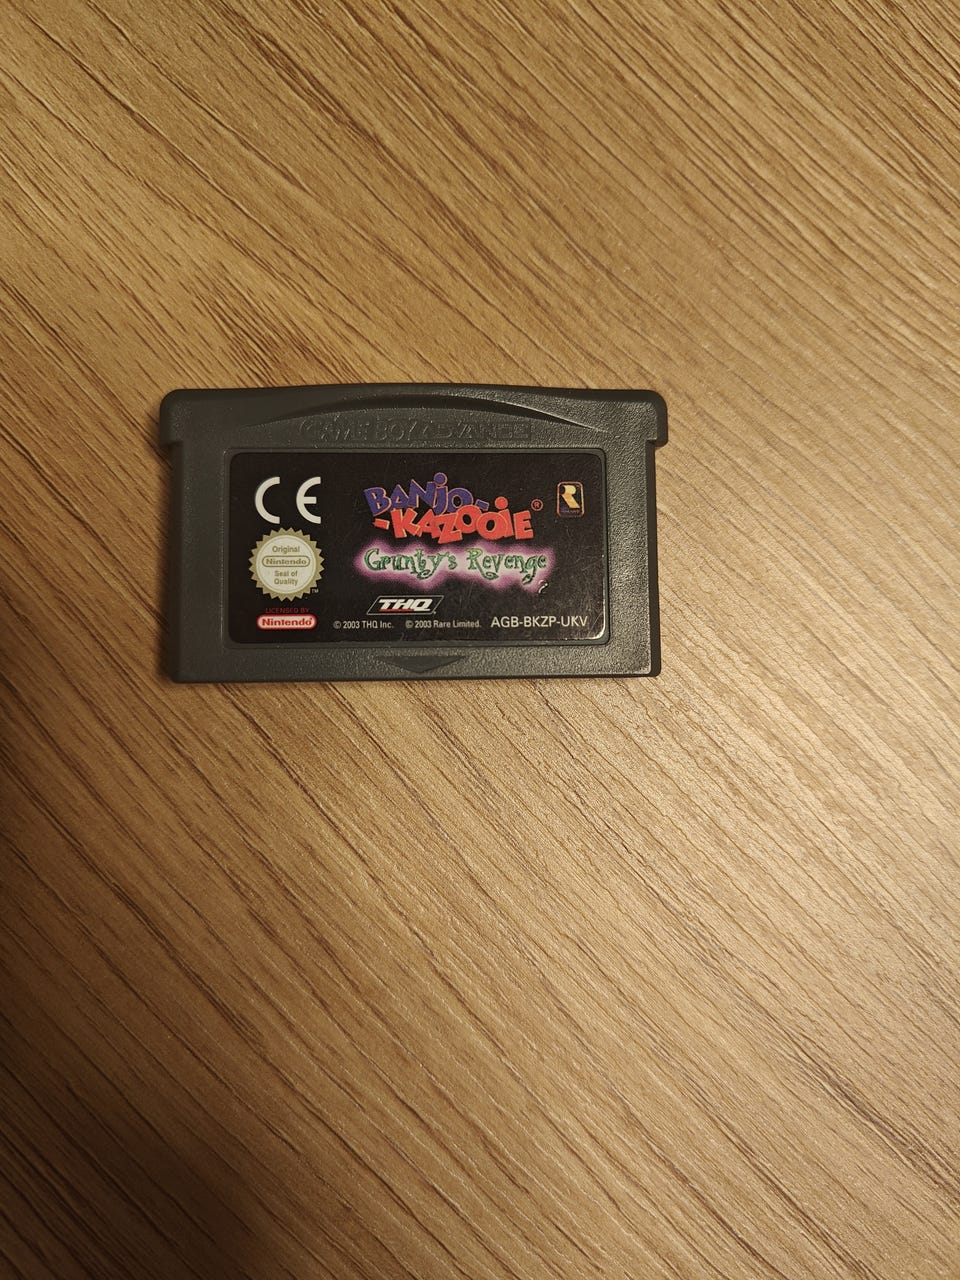 GAME BOY ADVANCE
CE
BANJO-
-KAZOOIE®
Grunty's Revenge
Original
Nintendo
Seal of
Quality
TM
LICENSED BY
Nintendo®
THQ
© 2003 THQ Inc. © 2003 Rare Limited. AGB-BKZP-UKV
R